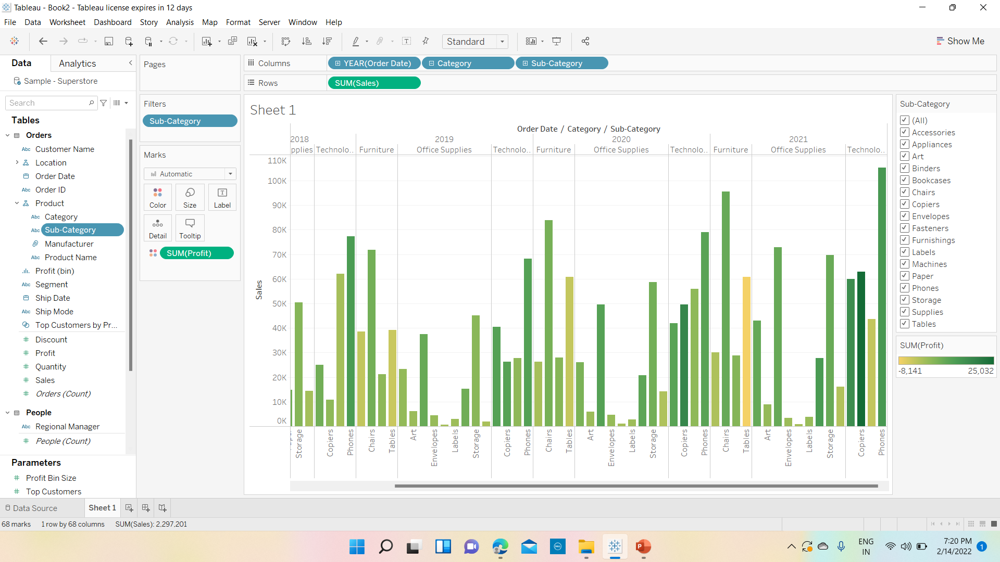 Tableau - Book2 - Tableau license expires in 12 days
File Data Worksheet Dashboard Story Analysis Map Format Server Window Help
Standard
Show Me
Data Analytics
Sample - Superstore
Search
Tables
Orders
Abc Customer Name
Location
Order Date
Abc Order ID
Product
Abc Category
Abc Sub-Category
Manufacturer
Abc Product Name
Profit (bin)
Abc Segment
Ship Date
Abc Ship Mode
Top Customers by Pr...
# Discount
# Profit
# Quantity
# Sales
# Orders (Count)
People
Abc Regional Manager
# People (Count)
Parameters
# Profit Bin Size
# Top Customers
Pages
Filters
Sub-Category
Marks
Automatic
Color Size Label
Detail Tooltip
SUM(Profit)
Columns YEAR(Order Date) Category Sub-Category
Rows SUM(Sales)
Sheet 1
Order Date / Category / Sub-Category
2018 2019 2020 2021
pplies Technolo.. Furniture Office Supplies Technolo.. Furniture Office Supplies Technolo.. Furniture Office Supplies Technolo..
110K
100K
90K
80K
70K
60K
50K
40K
30K
20K
10K
0K
Sales
Storage Copiers Phones Chairs Tables Art Envelopes Labels Storage Copiers Phones Chairs Tables Art Envelopes Labels Storage Copiers Phones Chairs Tables Art Envelopes Labels Storage Copiers Phones
Sub-Category
(All)
Accessories
Appliances
Art
Binders
Bookcases
Chairs
Copiers
Envelopes
Fasteners
Furnishings
Labels
Machines
Paper
Phones
Storage
Supplies
Tables
SUM(Profit)
-8,141 25,032
Data Source Sheet 1
68 marks 1 row by 68 columns SUM(Sales): 2,297,201
ENG
IN
7:20 PM
2/14/2022
1